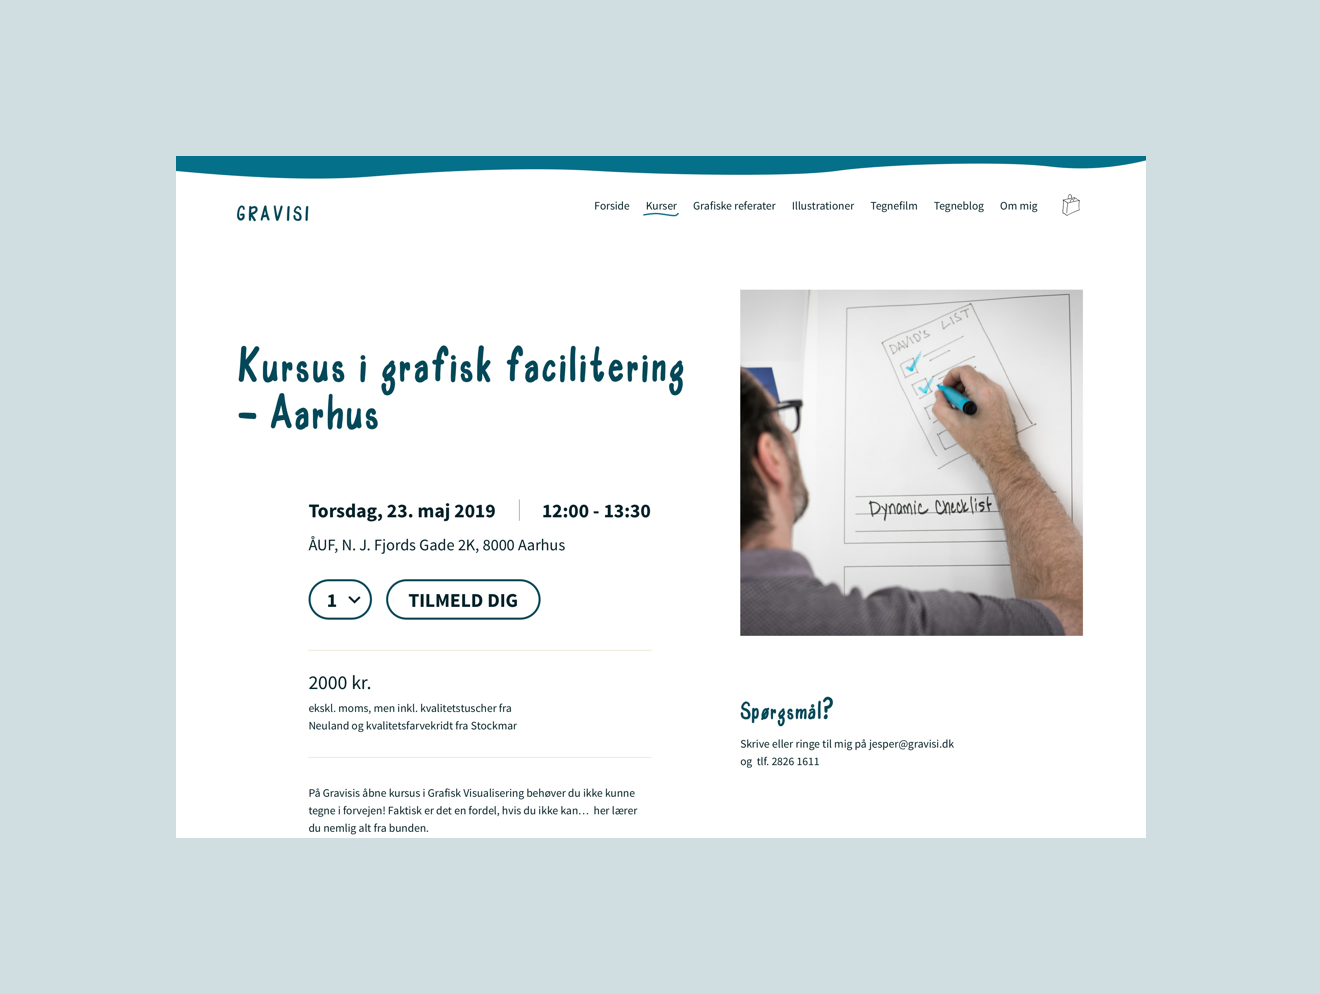 GRAVISI
Forside Kurser Grafiske referater Illustrationer Tegnefilm Tegneblog Om mig
Kursus i grafisk facilitering
– Aarhus
Torsdag, 23. maj 2019 12:00 - 13:30
ÅUF, N. J. Fjords Gade 2K, 8000 Aarhus
1 TILMELD DIG
2000 kr.
ekskl. moms, men inkl. kvalitetstuscher fra
Neuland og kvalitetsfarvekridt fra Stockmar
På Gravisis åbne kursus i Grafisk Visualisering behøver du ikke kunne
tegne i forvejen! Faktisk er det en fordel, hvis du ikke kan… her lærer
du nemlig alt fra bunden.
DAVID'S LIST
Dynamic Checklist
Spørgsmål?
Skrive eller ringe til mig på jesper@gravisi.dk
og tlf. 2826 1611